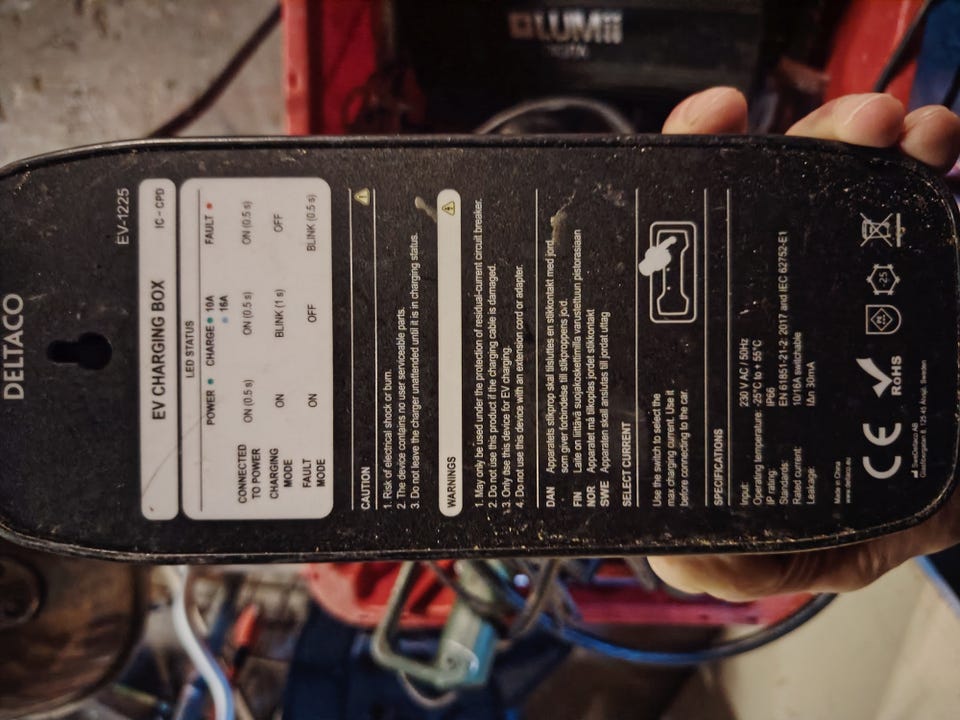 LUMii
DELTACO
EV-1225
EV CHARGING BOX IC - CPD
LED STATUS
POWER CHARGE 10A FAULT
16A
CONNECTED ON (0.5 s) ON (0.5 s) ON (0.5 s)
TO POWER
CHARGING ON BLINK (1 s) OFF
MODE
FAULT ON OFF BLINK (0.5 s)
MODE
CAUTION
1. Risk of electrical shock or burn.
2. The device contains no user serviceable parts.
3. Do not leave the charger unattended until it is in charging status.
WARNINGS
1. May only be used under the protection of residual-current circuit breaker.
2. Do not use this product if the charging cable is damaged.
3. Only use this device for EV charging.
4. Do not use this device with an extension cord or adapter.
DAN Apparatets stikprop skal tilsluttes en stikkontakt med jord
som giver forbindelse till stikproppens jord.
FIN Laite on liittävä suojakoskettimilla varustettuun pistorasiaan
NOR Apparatet må tilkoples jordet stikkontakt
SWE Apparaten skall anslutas till jordat uttag
SELECT CURRENT
Use the switch to select the
max charging current. Use it
before connecting to the car.
SPECIFICATIONS
Input: 230 V AC / 50Hz
Operating temperature: -25°C to + 55°C
IP rating: IP66
Standards: EN 61851-21-2: 2017 and IEC 62752-E1
Rated current: 10/16A switchable
Leakage: IΔn 30mA
Made in China
www.deltaco.eu
CE
RoHS
-25
SweDeltaco AB